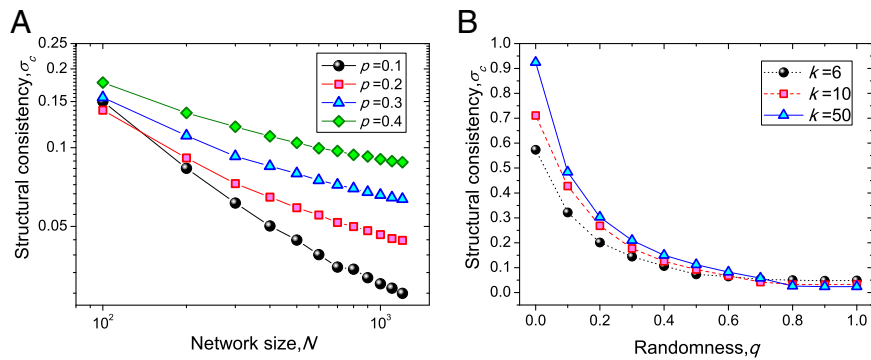 A
Structural consistency,σc
0.25
0.15
0.1
0.05
10²
10³
Network size,N
p=0.1
p=0.2
p=0.3
p=0.4
B
Structural consistency,σc
1.0
0.9
0.8
0.7
0.6
0.5
0.4
0.3
0.2
0.1
0.0
0.0 0.2 0.4 0.6 0.8 1.0
Randomness,q
k=6
k=10
k=50